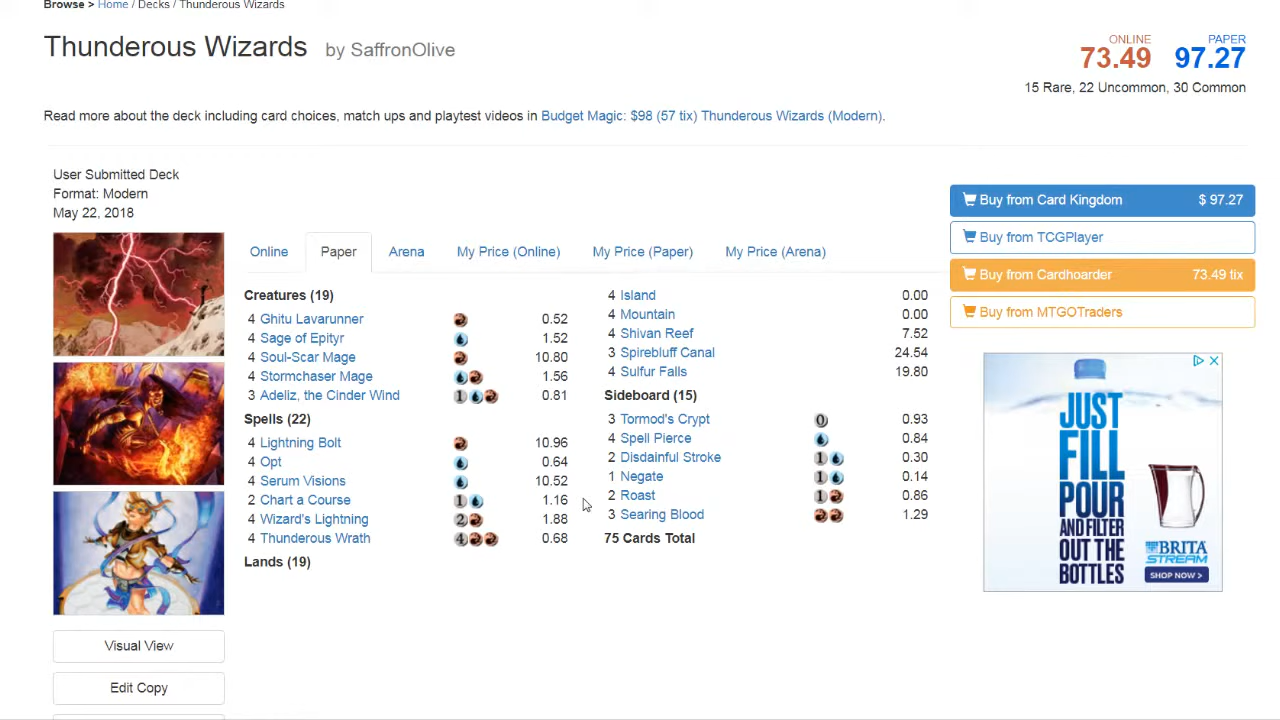 Browse > Home / Decks / Thunderous Wizards
Thunderous Wizards by SaffronOlive
ONLINE PAPER
73.49 97.27
15 Rare, 22 Uncommon, 30 Common
Read more about the deck including card choices, match ups and playtest videos in Budget Magic: $98 (57 tix) Thunderous Wizards (Modern).
User Submitted Deck
Format: Modern
May 22, 2018
Online Paper Arena My Price (Online) My Price (Paper) My Price (Arena)
Creatures (19)
4 Ghitu Lavarunner 0.52
4 Sage of Epityr 1.52
4 Soul-Scar Mage 10.80
4 Stormchaser Mage 1.56
3 Adeliz, the Cinder Wind 1 0.81
Spells (22)
4 Lightning Bolt 10.96
4 Opt 0.64
4 Serum Visions 10.52
2 Chart a Course 1 1.16
4 Wizard's Lightning 2 1.88
4 Thunderous Wrath 4 0.68
Lands (19)
4 Island 0.00
4 Mountain 0.00
4 Shivan Reef 7.52
3 Spirebluff Canal 24.54
4 Sulfur Falls 19.80
Sideboard (15)
3 Tormod's Crypt 0 0.93
4 Spell Pierce 0.84
2 Disdainful Stroke 1 0.30
1 Negate 1 0.14
2 Roast 1 0.86
3 Searing Blood 1.29
75 Cards Total
Buy from Card Kingdom $ 97.27
Buy from TCGPlayer
Buy from Cardhoarder 73.49 tix
Buy from MTGOTraders
JUST
FILL
POUR
AND FILTER
OUT THE
BOTTLES
BRITA
STREAM
SHOP NOW >
Visual View
Edit Copy